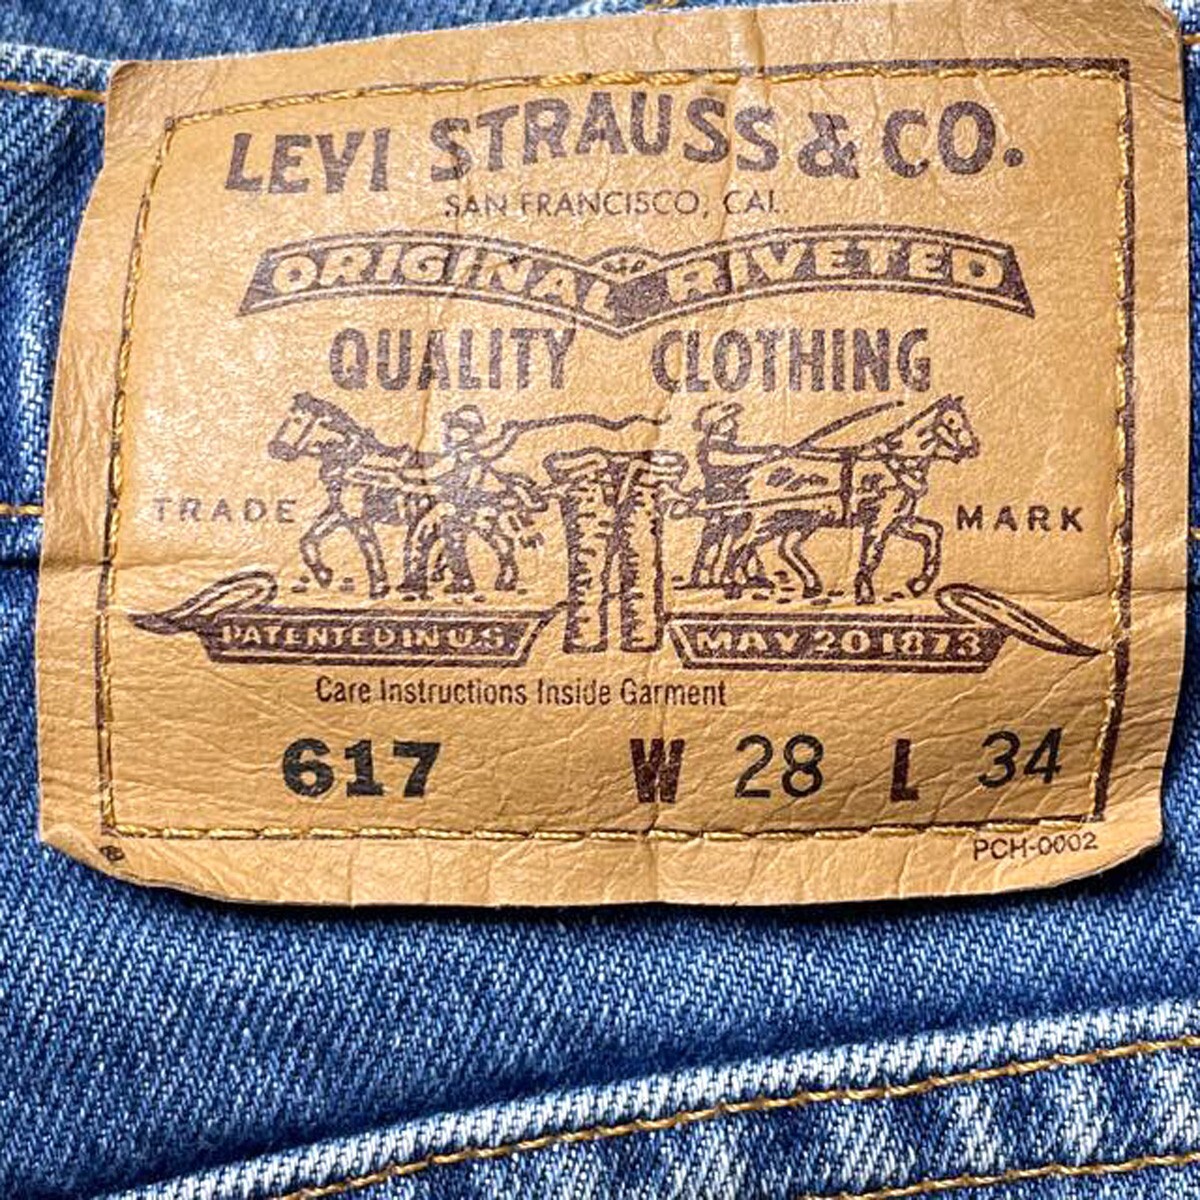 LEVI STRAUSS & CO.
SAN FRANCISCO, CAL.
ORIGINAL RIVETED
QUALITY CLOTHING
TRADE MARK
PATENTED IN U.S. MAY 20 1873
Care Instructions Inside Garment
617 W 28 L 34
® PCH-0002